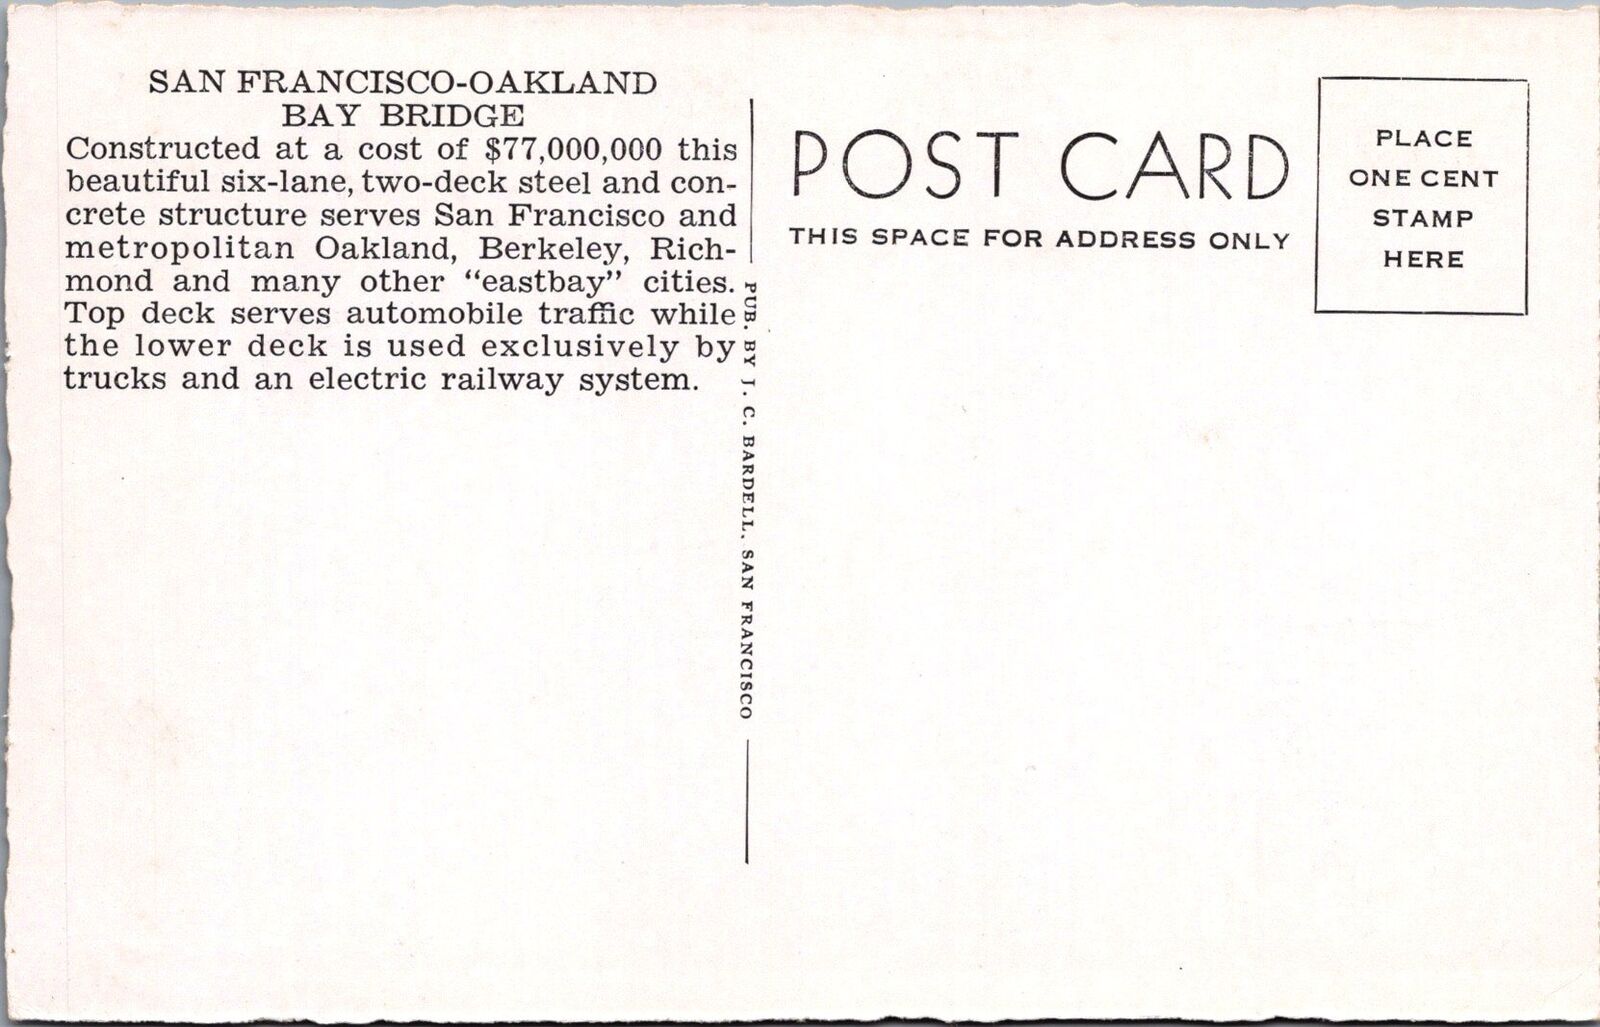 SAN FRANCISCO-OAKLAND
BAY BRIDGE
Constructed at a cost of $77,000,000 this
beautiful six-lane, two-deck steel and con-
crete structure serves San Francisco and
metropolitan Oakland, Berkeley, Rich-
mond and many other “eastbay” cities.
Top deck serves automobile traffic while
the lower deck is used exclusively by
trucks and an electric railway system.
PUB. BY J. C. BARDELL, SAN FRANCISCO
POST CARD
THIS SPACE FOR ADDRESS ONLY
PLACE
ONE CENT
STAMP
HERE